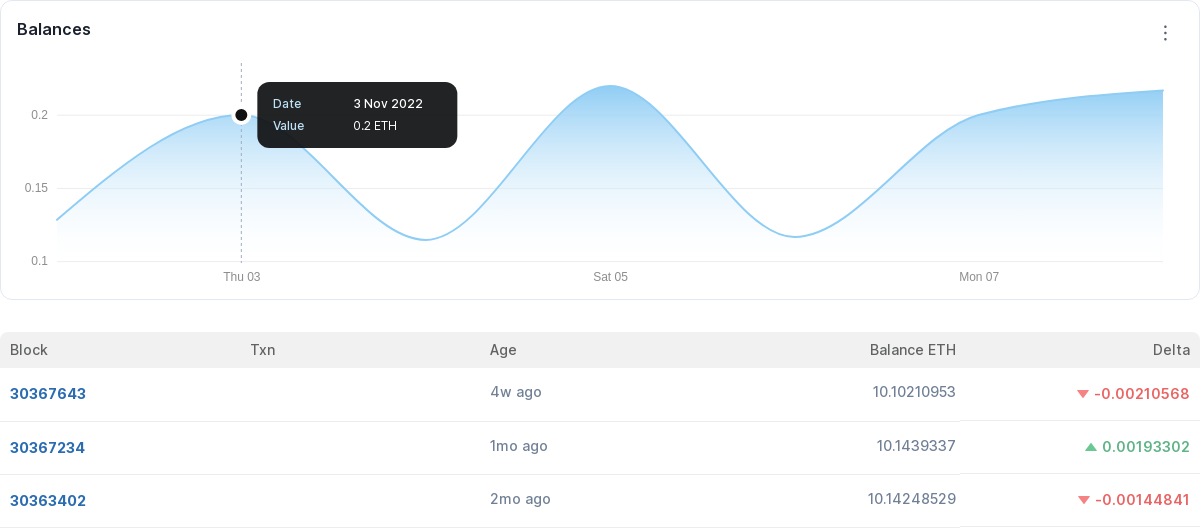 Balances
Date 3 Nov 2022
Value 0.2 ETH
0.2
0.15
0.1
Thu 03 Sat 05 Mon 07
Block Txn Age Balance ETH Delta
30367643 4w ago 10.10210953 -0.00210568
30367234 1mo ago 10.1439337 0.00193302
30363402 2mo ago 10.14248529 -0.00144841